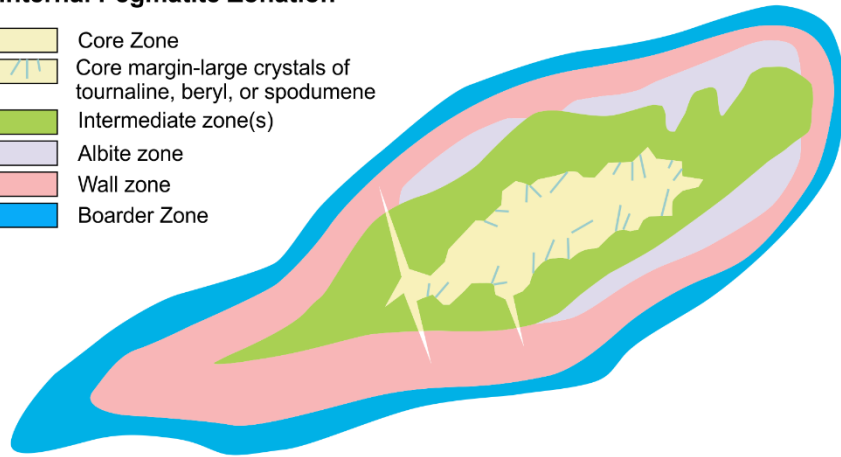 Internal Pegmatite Zonation
Core Zone
Core margin-large crystals of
tournaline, beryl, or spodumene
Intermediate zone(s)
Albite zone
Wall zone
Boarder Zone